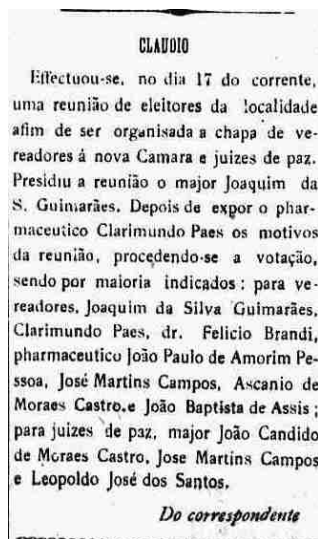 CLAUDIO
Effectuou-se, no dia 17 do corrente,
uma reunião de eleitores da localidade
afim de ser organisada a chapa de ve-
readores á nova Camara e juizes de paz.
Presidiu a reunião o major Joaquim da
S. Guimarães. Depois de expor o phar-
maceutico Clarimundo Paes os motivos
da reunião, procedendo-se a votação,
sendo por maioria indicados : para ve-
readores, Joaquim da Silva Guimarães,
Clarimundo Paes, dr. Felicio Brandi,
pharmaceutico João Paulo de Amorim Pe-
ssoa, José Martins Campos, Ascanio de
Moraes Castro, e João Baptista de Assis ;
para juizes de paz, major João Candido
de Moraes Castro, Jose Martins Campos
e Leopoldo José dos Santos.
Do correspondente